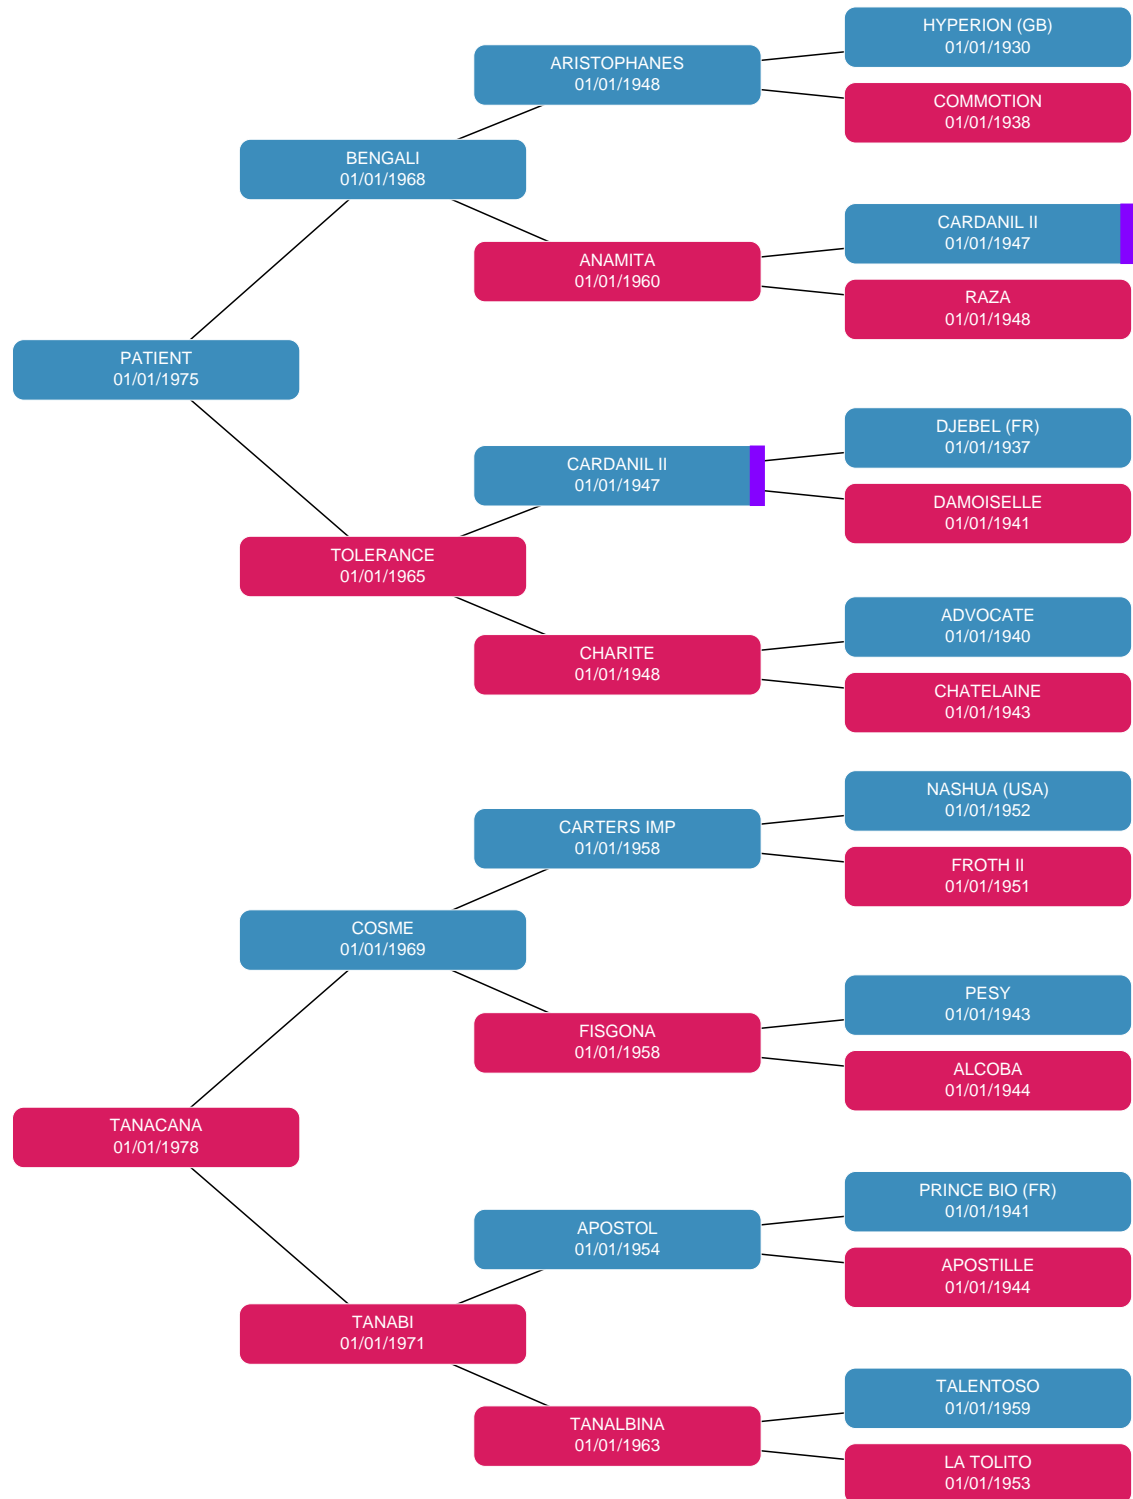 HYPERION (GB)
01/01/1930
ARISTOPHANES
01/01/1948
COMMOTION
01/01/1938
BENGALI
01/01/1968
CARDANIL II
01/01/1947
ANAMITA
01/01/1960
RAZA
01/01/1948
PATIENT
01/01/1975
DJEBEL (FR)
01/01/1937
CARDANIL II
01/01/1947
DAMOISELLE
01/01/1941
TOLERANCE
01/01/1965
ADVOCATE
01/01/1940
CHARITE
01/01/1948
CHATELAINE
01/01/1943
NASHUA (USA)
01/01/1952
CARTERS IMP
01/01/1958
FROTH II
01/01/1951
COSME
01/01/1969
PESY
01/01/1943
FISGONA
01/01/1958
ALCOBA
01/01/1944
TANACANA
01/01/1978
PRINCE BIO (FR)
01/01/1941
APOSTOL
01/01/1954
APOSTILLE
01/01/1944
TANABI
01/01/1971
TALENTOSO
01/01/1959
TANALBINA
01/01/1963
LA TOLITO
01/01/1953